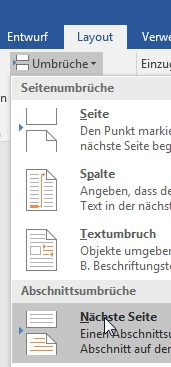 Entwurf Layout Verwe
Umbrüche Einzug
n
Seitenumbrüche
Seite
Den Punkt markie
nächste Seite beg
Spalte
Angeben, dass de
Text in der nächst
Textumbruch
Objekte umgeben
B. Beschriftungste
Abschnittsumbrüche
Nächste Seite
Einen Abschnittsu
Abschnitt auf der